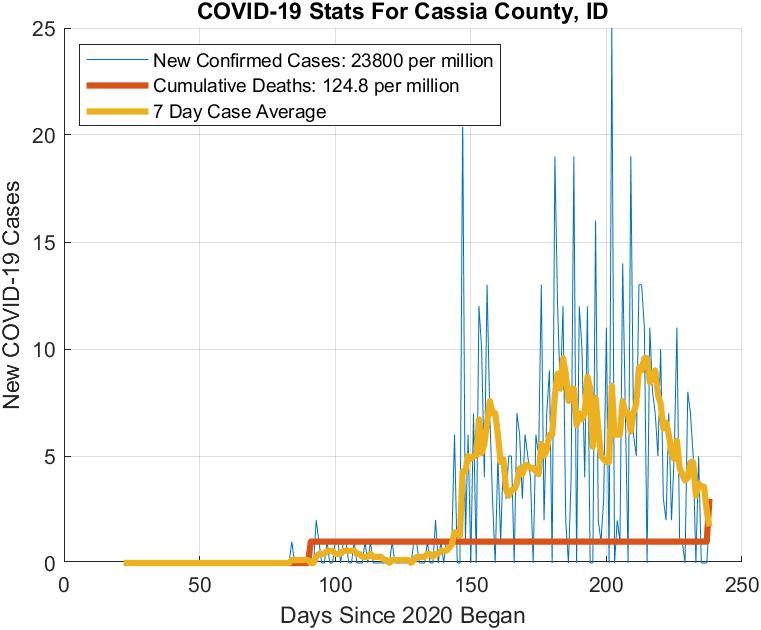 COVID-19 Stats For Cassia County, ID
New Confirmed Cases: 23800 per million
Cumulative Deaths: 124.8 per million
7 Day Case Average
New COVID-19 Cases
25
20
15
10
5
0
0 50 100 150 200 250
Days Since 2020 Began